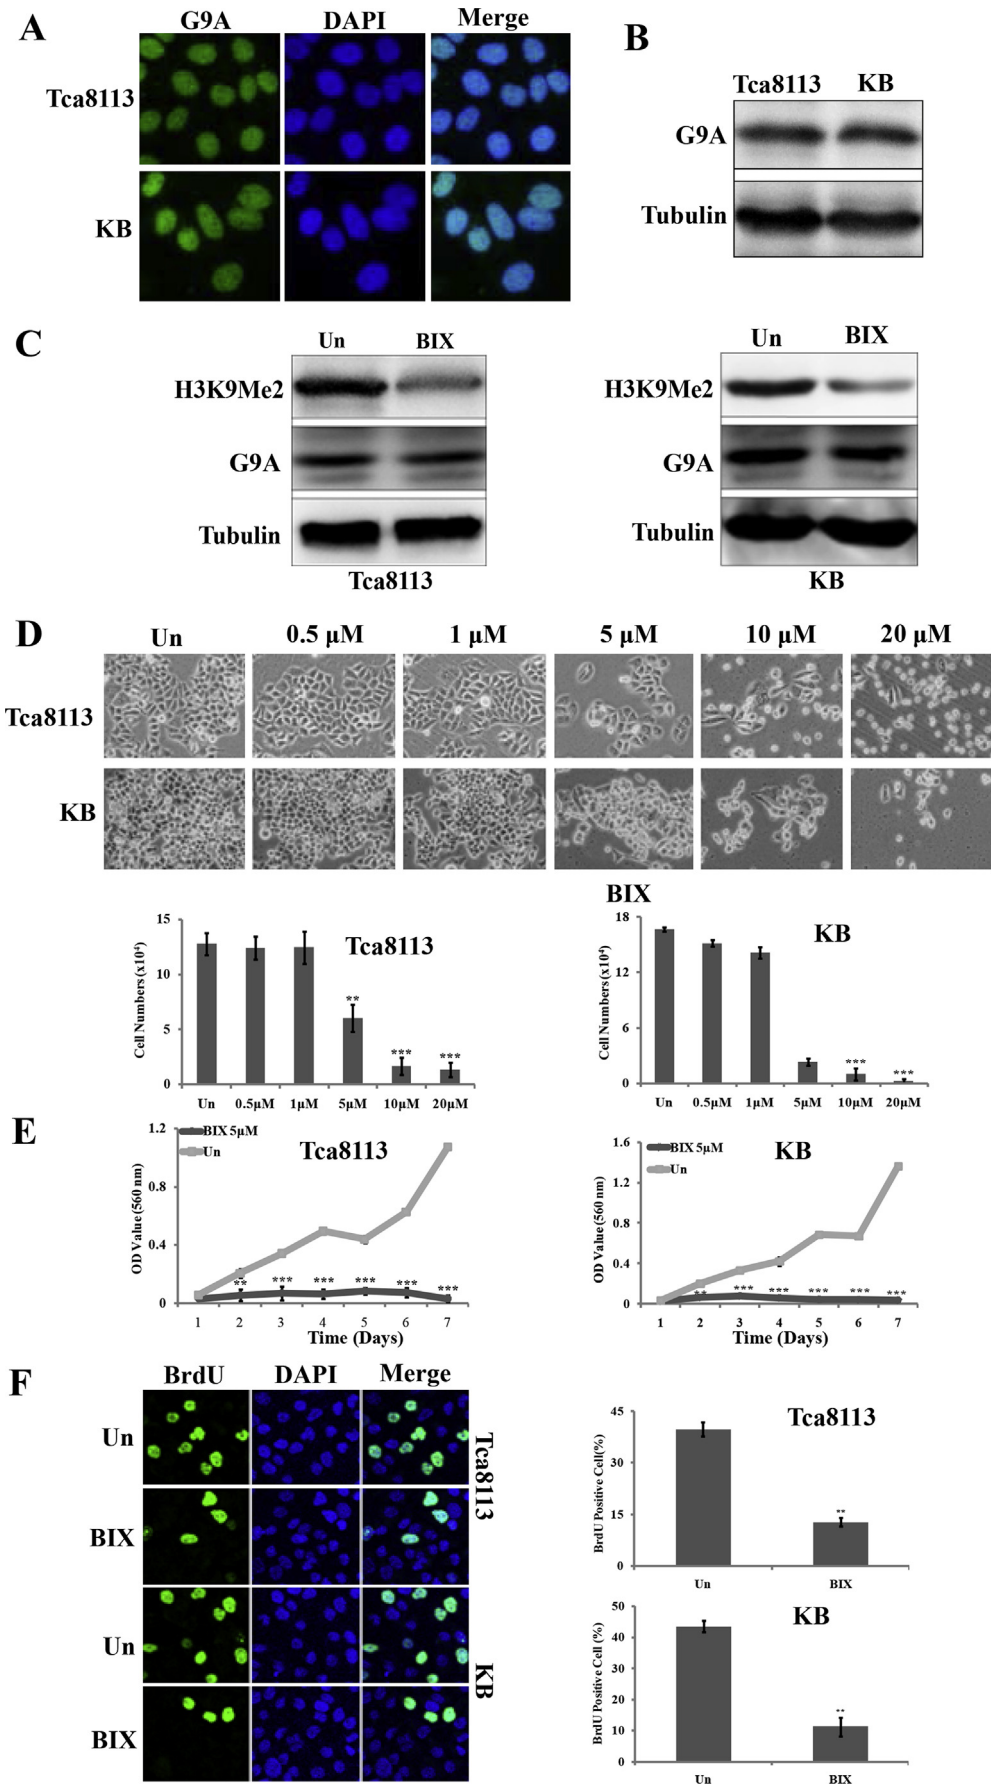 A
G9A DAPI Merge
Tca8113
KB
B
Tca8113 KB
G9A
Tubulin
C
Un BIX
H3K9Me2
G9A
Tubulin
Tca8113
Un BIX
H3K9Me2
G9A
Tubulin
KB
D
Un 0.5 µM 1 µM 5 µM 10 µM 20 µM
Tca8113
KB
BIX
Tca8113
Cell Numbers (x10⁴)
15
10
5
0
** *** ***
Un 0.5µM 1µM 5µM 10µM 20µM
KB
Cell Numbers (x10⁴)
18
12
6
0
*** ***
Un 0.5µM 1µM 5µM 10µM 20µM
E
Tca8113
BIX 5µM
Un
OD Value (560 nm)
1.2
0.8
0.4
0
** *** *** *** *** ***
1 2 3 4 5 6 7
Time (Days)
KB
BIX 5µM
Un
OD Value (560 nm)
1.6
1.2
0.8
0.4
0
** *** *** *** *** ***
1 2 3 4 5 6 7
Time (Days)
F
BrdU DAPI Merge
Un
BIX
Tca8113
Un
BIX
KB
Tca8113
BrdU Positive Cell(%)
45
30
15
0
**
Un BIX
KB
BrdU Positive Cell (%)
50
40
30
20
10
0
**
Un BIX